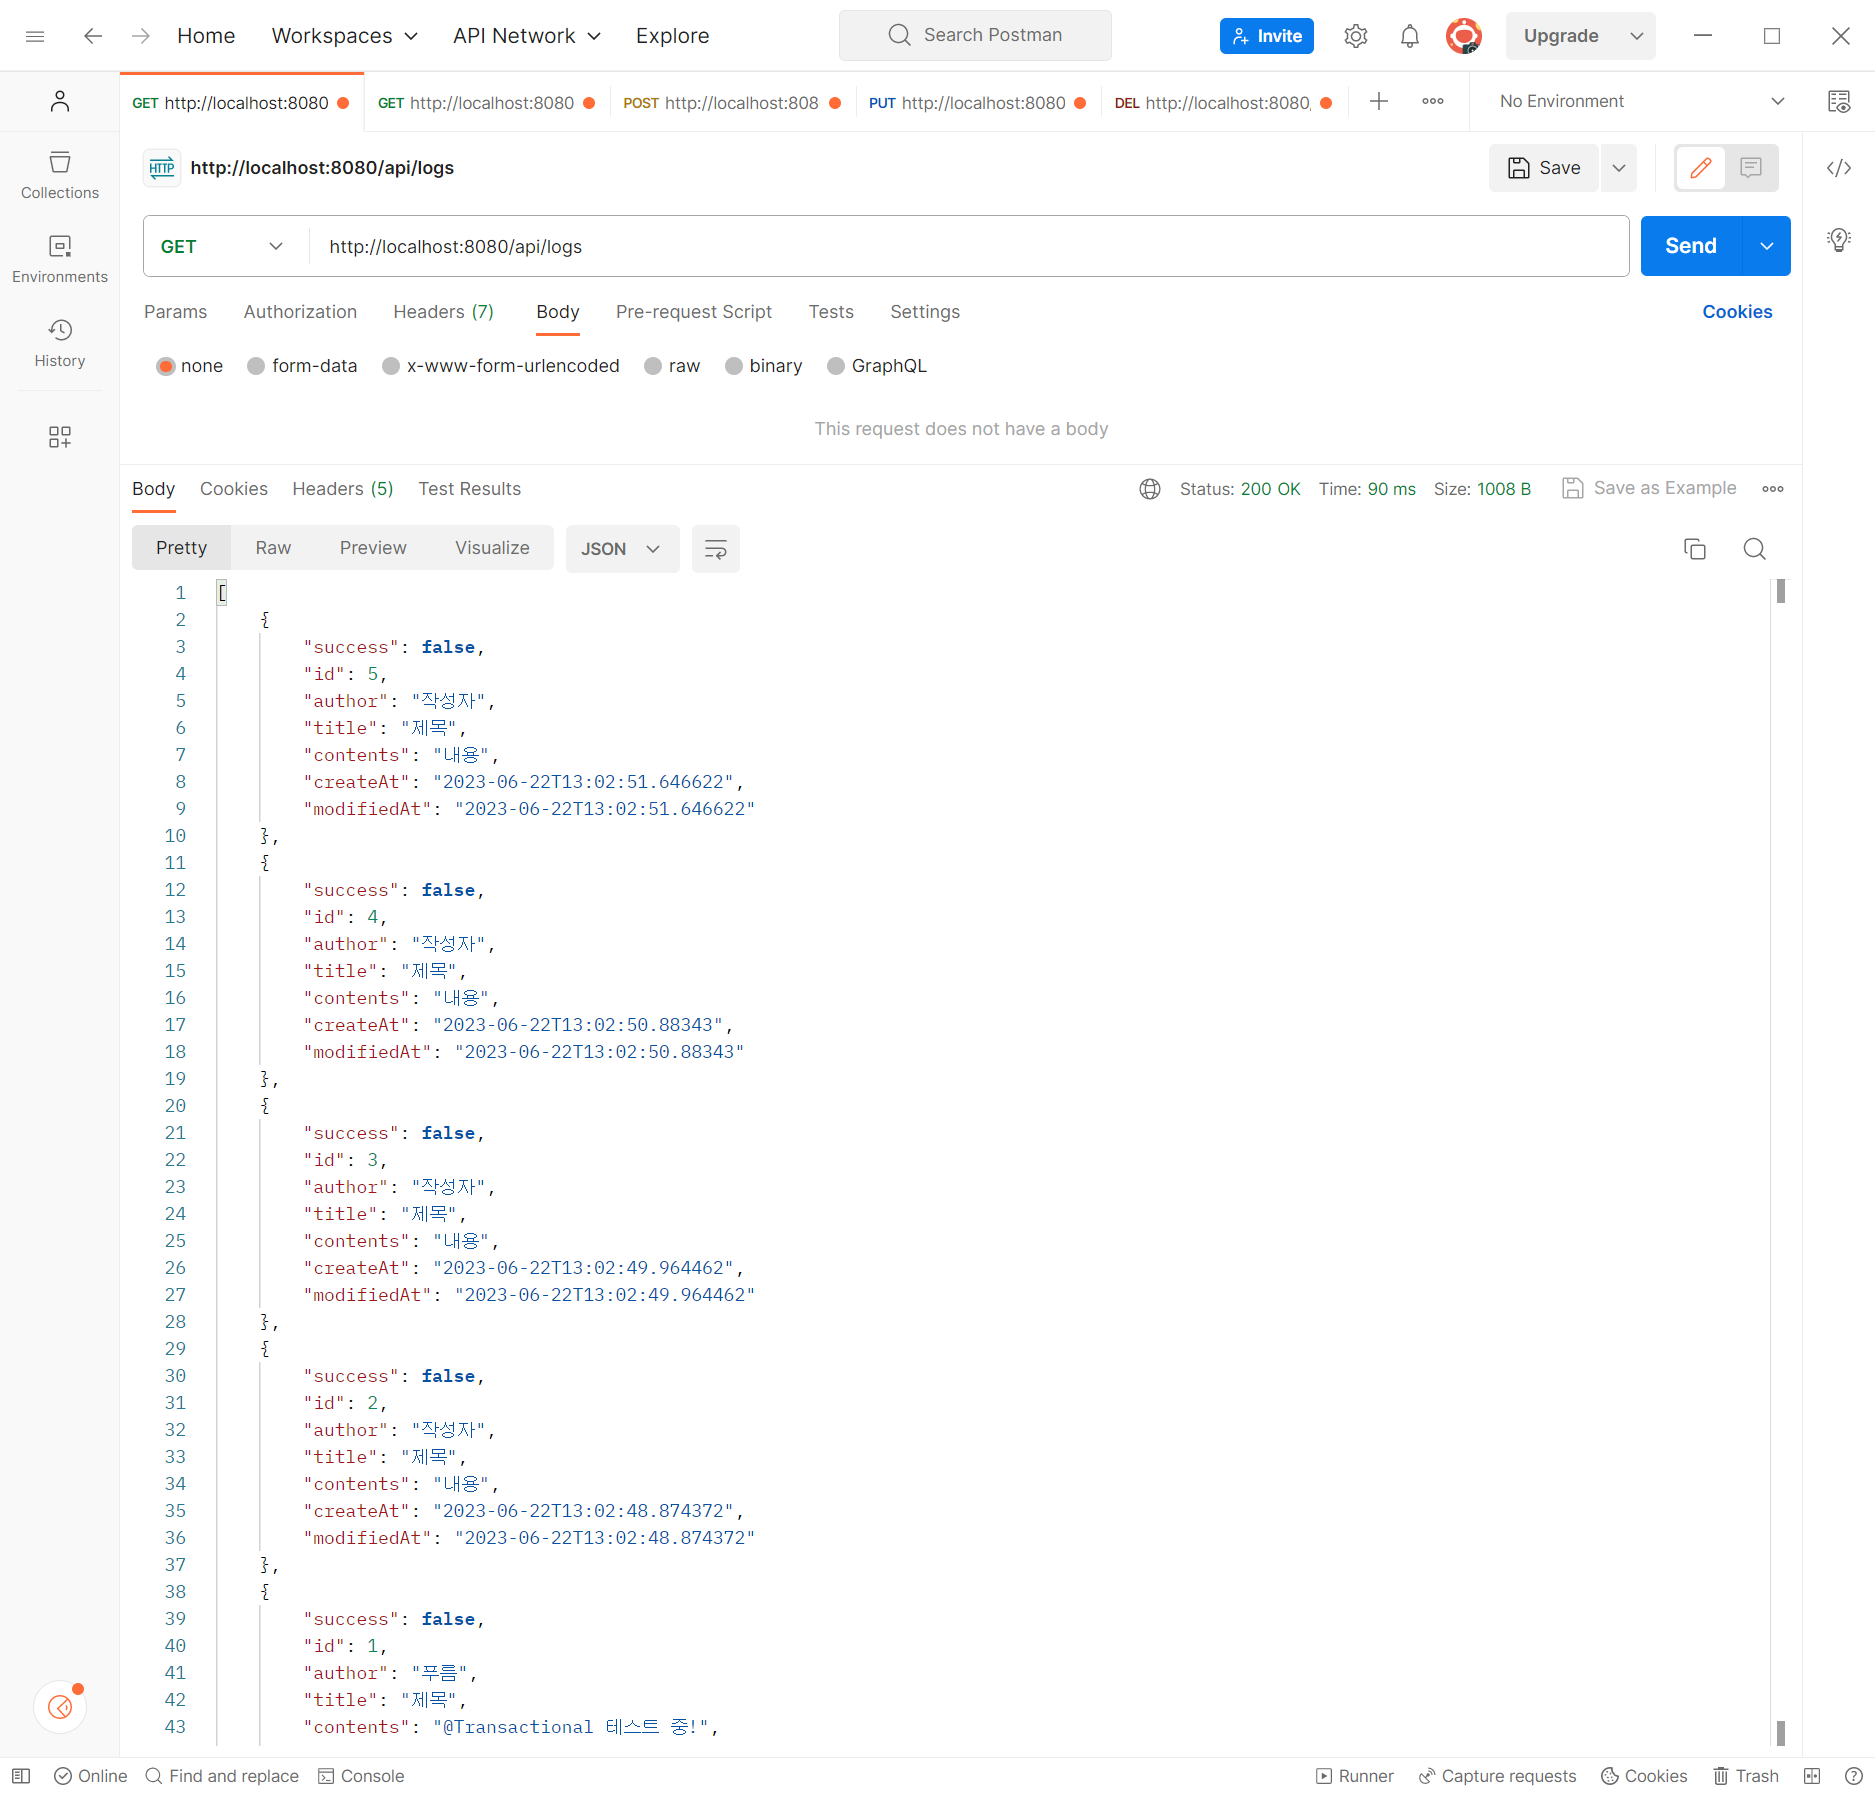 Home Workspaces API Network Explore Search Postman Invite Upgrade
GET http://localhost:8080 GET http://localhost:8080 POST http://localhost:808 PUT http://localhost:8080 DEL http://localhost:8080, No Environment
HTTP http://localhost:8080/api/logs Save
Collections
Environments
History
GET http://localhost:8080/api/logs Send
Params Authorization Headers (7) Body Pre-request Script Tests Settings Cookies
none form-data x-www-form-urlencoded raw binary GraphQL
This request does not have a body
Body Cookies Headers (5) Test Results Status: 200 OK Time: 90 ms Size: 1008 B Save as Example
Pretty Raw Preview Visualize JSON
1 [
2 {
3 "success": false,
4 "id": 5,
5 "author": "작성자",
6 "title": "제목",
7 "contents": "내용",
8 "createAt": "2023-06-22T13:02:51.646622",
9 "modifiedAt": "2023-06-22T13:02:51.646622"
10 },
11 {
12 "success": false,
13 "id": 4,
14 "author": "작성자",
15 "title": "제목",
16 "contents": "내용",
17 "createAt": "2023-06-22T13:02:50.88343",
18 "modifiedAt": "2023-06-22T13:02:50.88343"
19 },
20 {
21 "success": false,
22 "id": 3,
23 "author": "작성자",
24 "title": "제목",
25 "contents": "내용",
26 "createAt": "2023-06-22T13:02:49.964462",
27 "modifiedAt": "2023-06-22T13:02:49.964462"
28 },
29 {
30 "success": false,
31 "id": 2,
32 "author": "작성자",
33 "title": "제목",
34 "contents": "내용",
35 "createAt": "2023-06-22T13:02:48.874372",
36 "modifiedAt": "2023-06-22T13:02:48.874372"
37 },
38 {
39 "success": false,
40 "id": 1,
41 "author": "푸름",
42 "title": "제목",
43 "contents": "@Transactional 테스트 중!",
Online Find and replace Console Runner Capture requests Cookies Trash